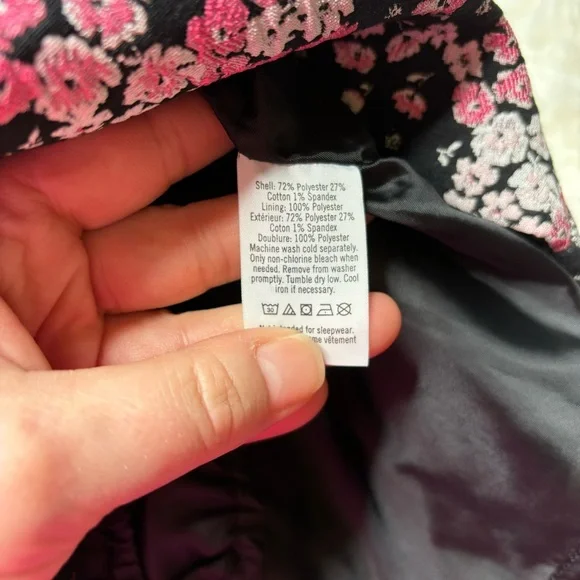 Shell: 72% Polyester 27%
Cotton 1% Spandex
Lining: 100% Polyester
Extérieur: 72% Polyester 27%
Coton 1% Spandex
Doublure: 100% Polyester
Machine wash cold separately.
Only non-chlorine bleach when
needed. Remove from washer
promptly. Tumble dry low. Cool
iron if necessary.
30
for sleepwear.
vêtement